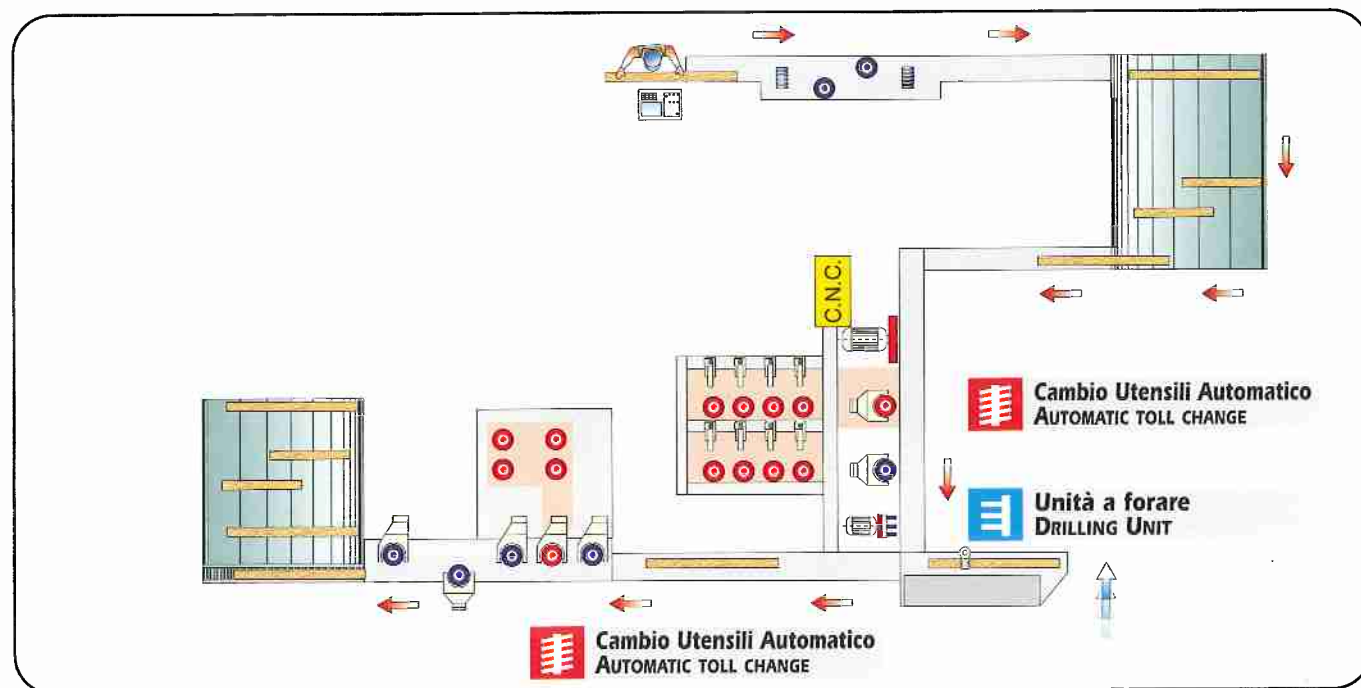 C.N.C.
Cambio Utensili Automatico
AUTOMATIC TOLL CHANGE
Unità a forare
DRILLING UNIT
Cambio Utensili Automatico
AUTOMATIC TOLL CHANGE